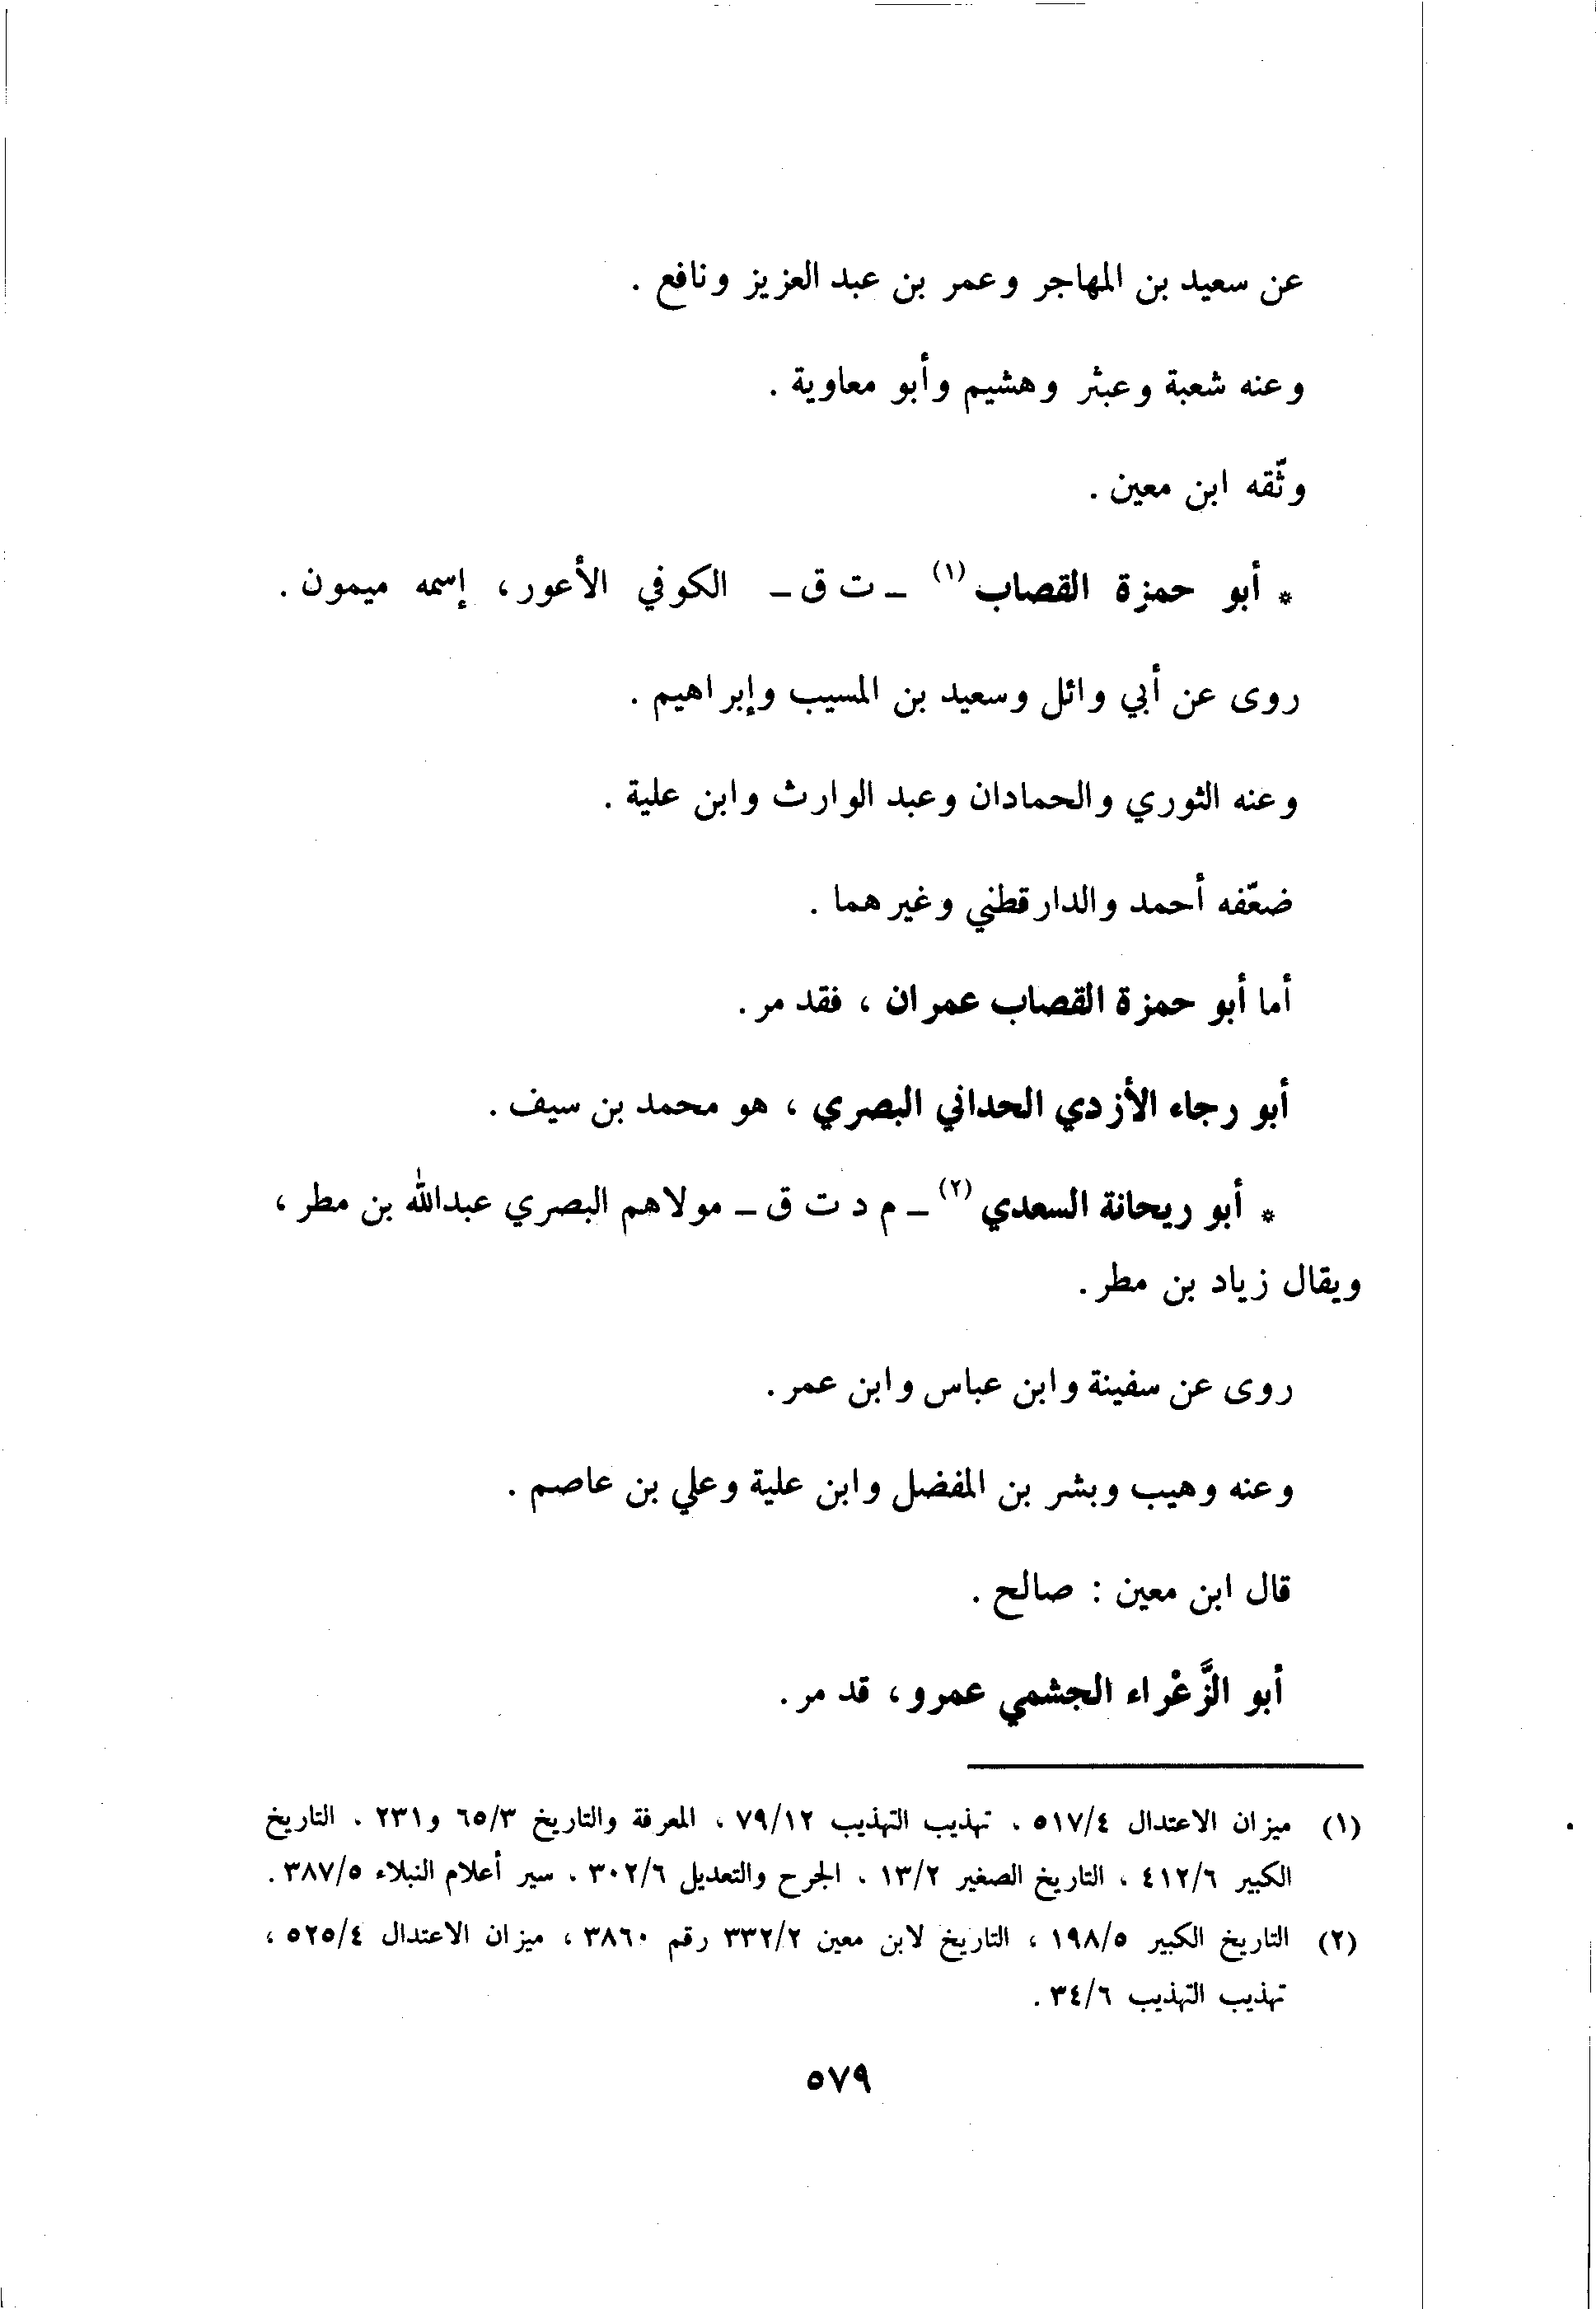 عن سعيد بن المهاجر وعمر بن عبد العزيز ونافع .
وعنه شعبة وعبثر وهشيم وأبو معاوية .
وثّقه ابن معين .
* أبو حمزة القصاب (١) ـ ت ق ـ الكوفي الأعور ، إسمه ميمون .
روى عن أبي وائل وسعيد بن المسيب وإبراهيم .
وعنه الثوري والحمادان وعبد الوارث وابن علية .
ضعّفه أحمد والدارقطني وغيرهما .
أما أبو حمزة القصاب عمران ، فقد مر .
أبو رجاء الأزدي الحداني البصري ، هو محمد بن سيف .
* أبو ريحانة السعدي (٢) ـ م د ت ق ـ مولاهم البصري عبدالله بن مطر ،
ويقال زياد بن مطر .
روى عن سفينة وابن عباس وابن عمر .
وعنه وهيب وبشر بن المفضل وابن علية وعلي بن عاصم .
قال ابن معين : صالح .
أبو الزَّعْراء الجشمي عمرو ، قد مر .
(١) ميزان الاعتدال ٥١٧/٤ . تهذيب التهذيب ٧٩/١٢ . المعرفة والتاريخ ٦٥/٣ و٢٣١ . التاريخ
الكبير ٤١٢/٦ . التاريخ الصغير ١٣/٢ . الجرح والتعديل ٣٠٢/٦ . سير أعلام النبلاء ٣٨٧/٥ .
(٢) التاريخ الكبير ١٩٨/٥ ، التاريخ لابن معين ٣٣٢/٢ رقم ٣٨٦٠ ، ميزان الاعتدال ٥٢٥/٤ ،
تهذيب التهذيب ٣٤/٦ .
٥٧٩